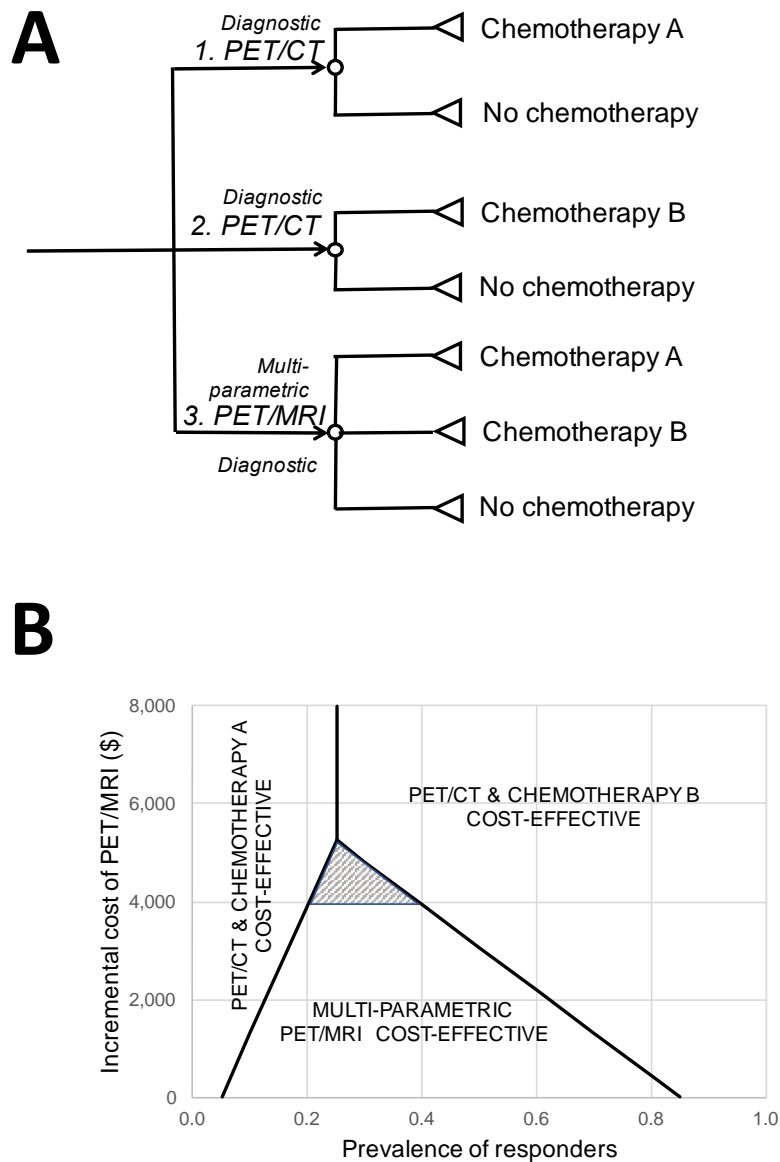 A
Diagnostic
1. PET/CT
Chemotherapy A
No chemotherapy
Diagnostic
2. PET/CT
Chemotherapy B
No chemotherapy
Multi-
parametric
3. PET/MRI
Diagnostic
Chemotherapy A
Chemotherapy B
No chemotherapy
B
Incremental cost of PET/MRI ($)
8,000
6,000
4,000
2,000
0
PET/CT & CHEMOTHERAPY A
COST-EFFECTIVE
PET/CT & CHEMOTHERAPY B
COST-EFFECTIVE
MULTI-PARAMETRIC
PET/MRI COST-EFFECTIVE
0.0 0.2 0.4 0.6 0.8 1.0
Prevalence of responders